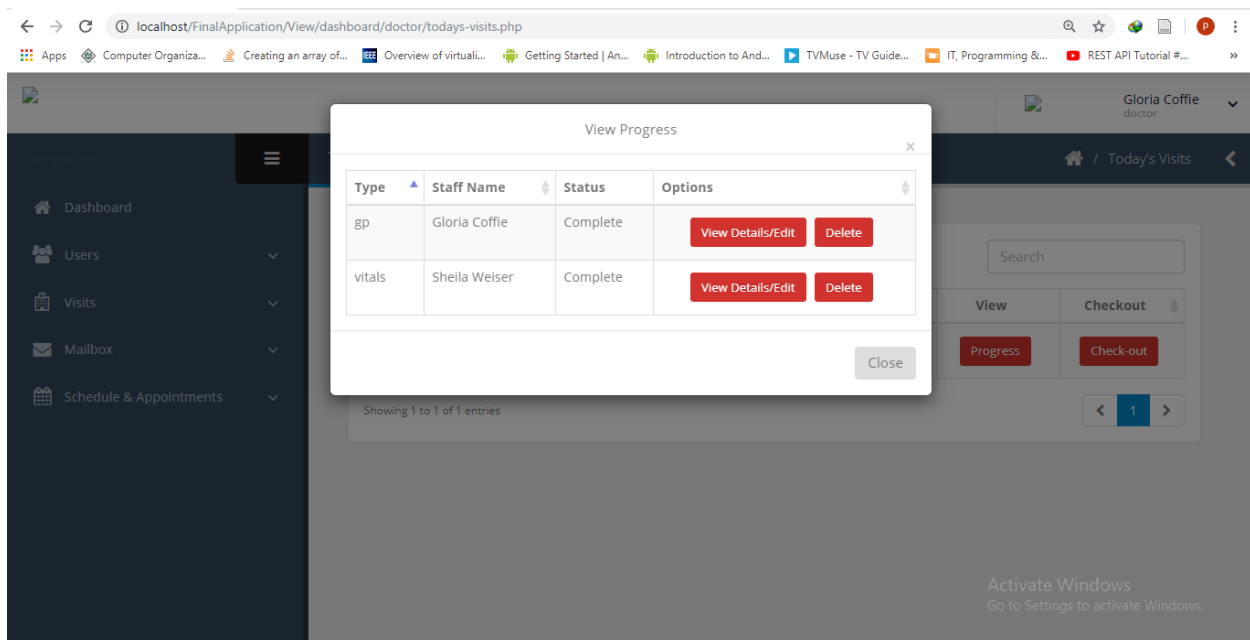 localhost/FinalApplication/View/dashboard/doctor/todays-visits.php
P
Apps Computer Organiza... Creating an array of... IEEE Overview of virtuali... Getting Started | An... Introduction to And... TVMuse - TV Guide... IT, Programming &... REST API Tutorial #... »
Gloria Coffie
doctor
View Progress
×
Navigation
/ Today's Visits
Type Staff Name Status Options
gp Gloria Coffie Complete View Details/Edit Delete
vitals Sheila Weiser Complete View Details/Edit Delete
Close
Dashboard
Users
Visits
Mailbox
Schedule & Appointments
Search
View Checkout
Progress Check-out
Showing 1 to 1 of 1 entries
1
Activate Windows
Go to Settings to activate Windows.